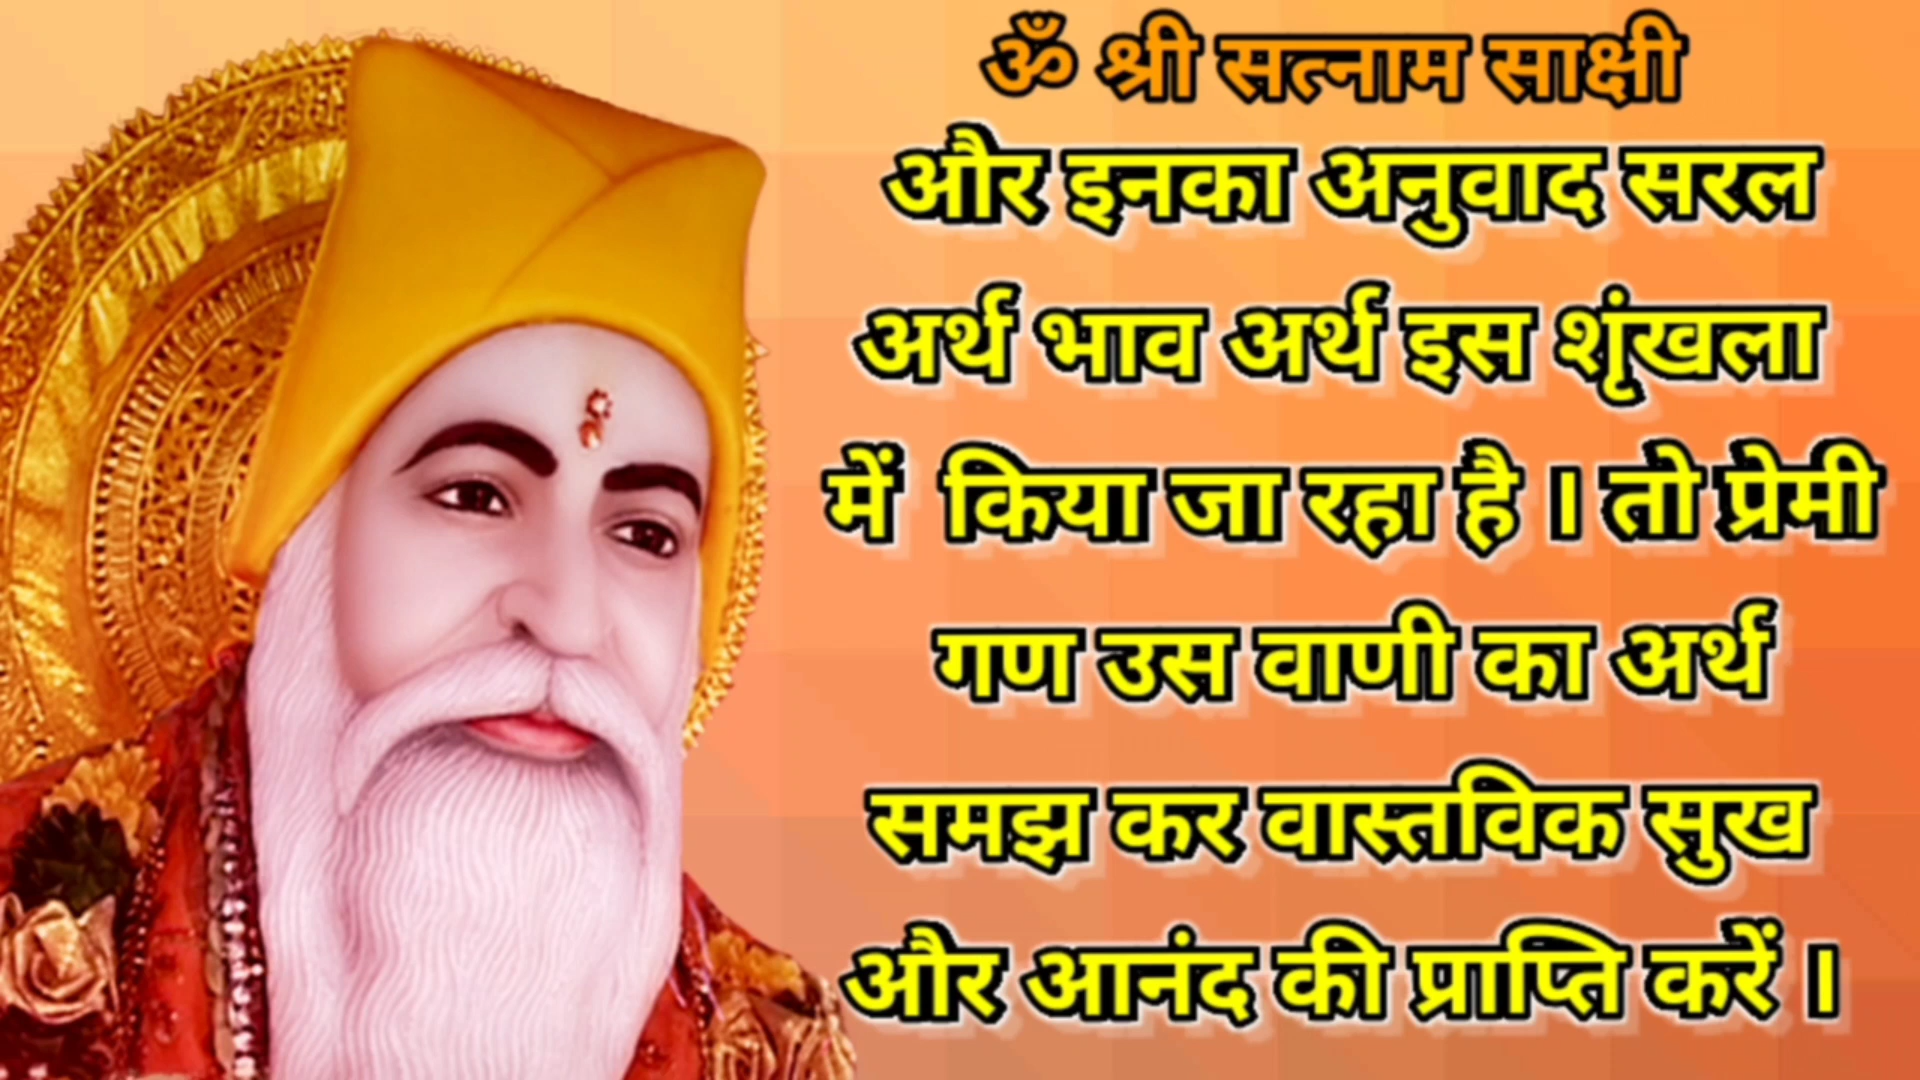 ॐ श्री सत्नाम साक्षी
और इनका अनुवाद सरल
अर्थ भाव अर्थ इस शृंखला
में किया जा रहा है । तो प्रेमी
गण उस वाणी का अर्थ
समझ कर वास्तविक सुख
और आनंद की प्राप्ति करें ।